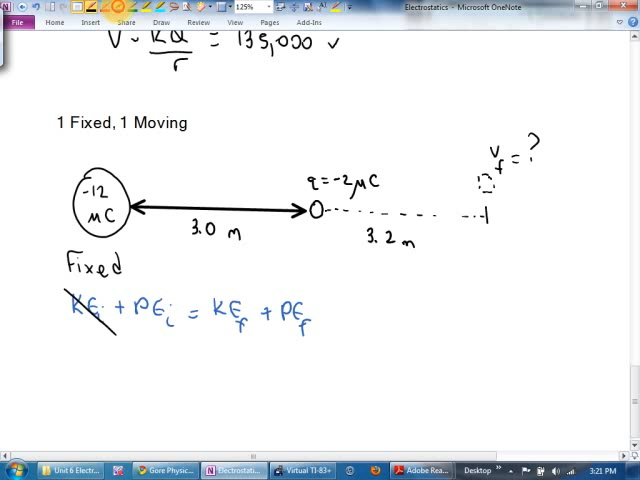 Electrostatics - Microsoft OneNote
125%
File Home Insert Share Draw Review View Add-Ins
V = KQ/r = 135,000 v
1 Fixed, 1 Moving
Vf = ?
-12 μC
q = -2 μC
3.0 m
3.2 m
Fixed
KEi + PEi = KEf + PEf
Unit 6 Electr... Gore Physic... Electrostati... Virtual TI-83+ Adobe Rea... Desktop » 3:21 PM